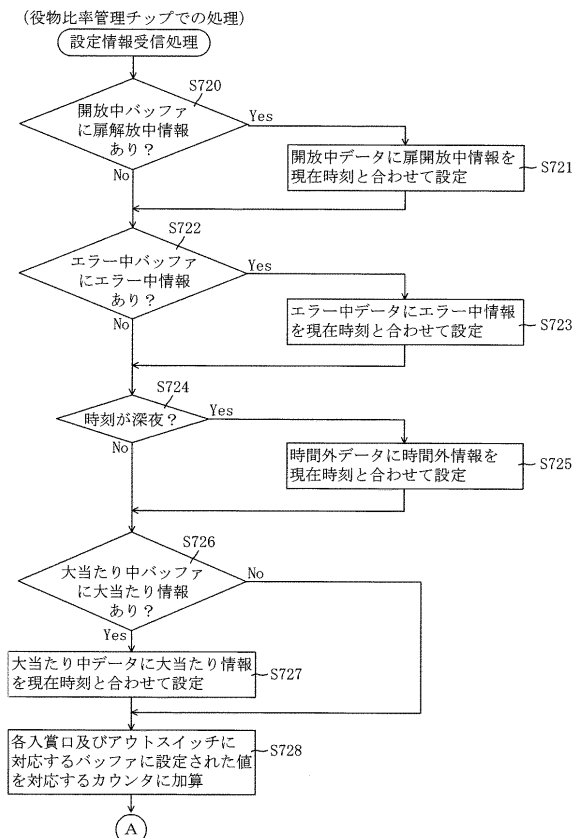 (役物比率管理チップでの処理)
設定情報受信処理
S720
開放中バッファ
に扉解放中情報
あり?
Yes
開放中データに扉開放中情報を
現在時刻と合わせて設定
S721
No
S722
エラー中バッファ
にエラー中情報
あり?
Yes
エラー中データにエラー中情報
を現在時刻と合わせて設定
S723
No
S724
時刻が深夜?
Yes
時間外データに時間外情報を
現在時刻と合わせて設定
S725
No
S726
大当たり中バッファ
に大当たり情報
あり?
No
Yes
大当たり中データに大当たり情報
を現在時刻と合わせて設定
S727
各入賞口及びアウトスイッチに
対応するバッファに設定された値
を対応するカウンタに加算
S728
A